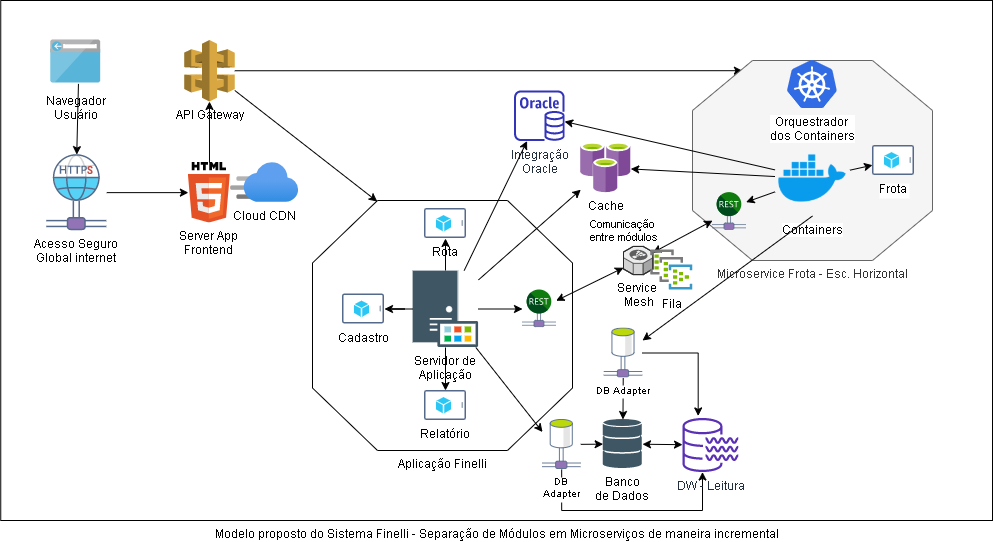 Navegador
Usuário
HTTPS
Acesso Seguro
Global internet
API Gateway
HTML
5
Server App
Frontend
Cloud CDN
Oracle
Integração
Oracle
Cache
Orquestrador
dos Containers
Frota
REST
Containers
Microservice Frota - Esc. Horizontal
Comunicação
entre módulos
Service
Mesh
Fila
Rota
Cadastro
Servidor de
Aplicação
REST
Relatório
Aplicação Finelli
DB Adapter
DB
Adapter
Banco
de Dados
DW - Leitura
Modelo proposto do Sistema Finelli - Separação de Módulos em Microserviços de maneira incremental